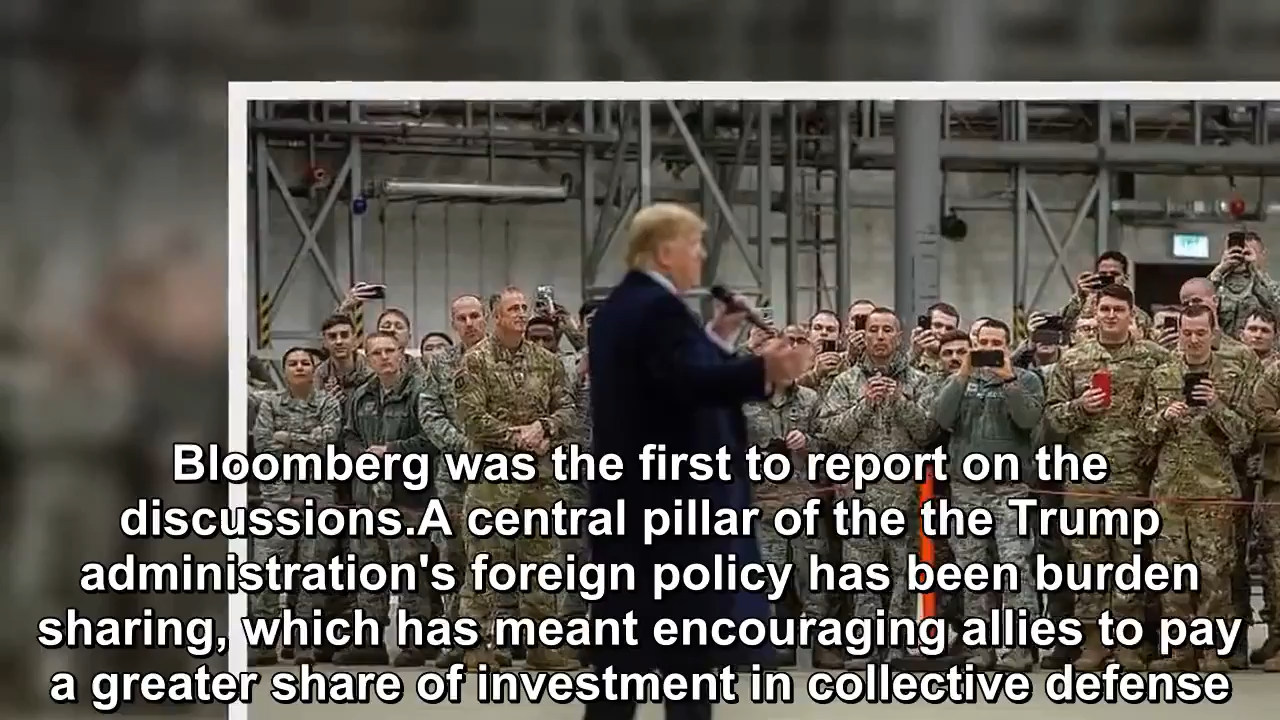 Bloomberg was the first to report on the
discussions.A central pillar of the the Trump
administration's foreign policy has been burden
sharing, which has meant encouraging allies to pay
a greater share of investment in collective defense